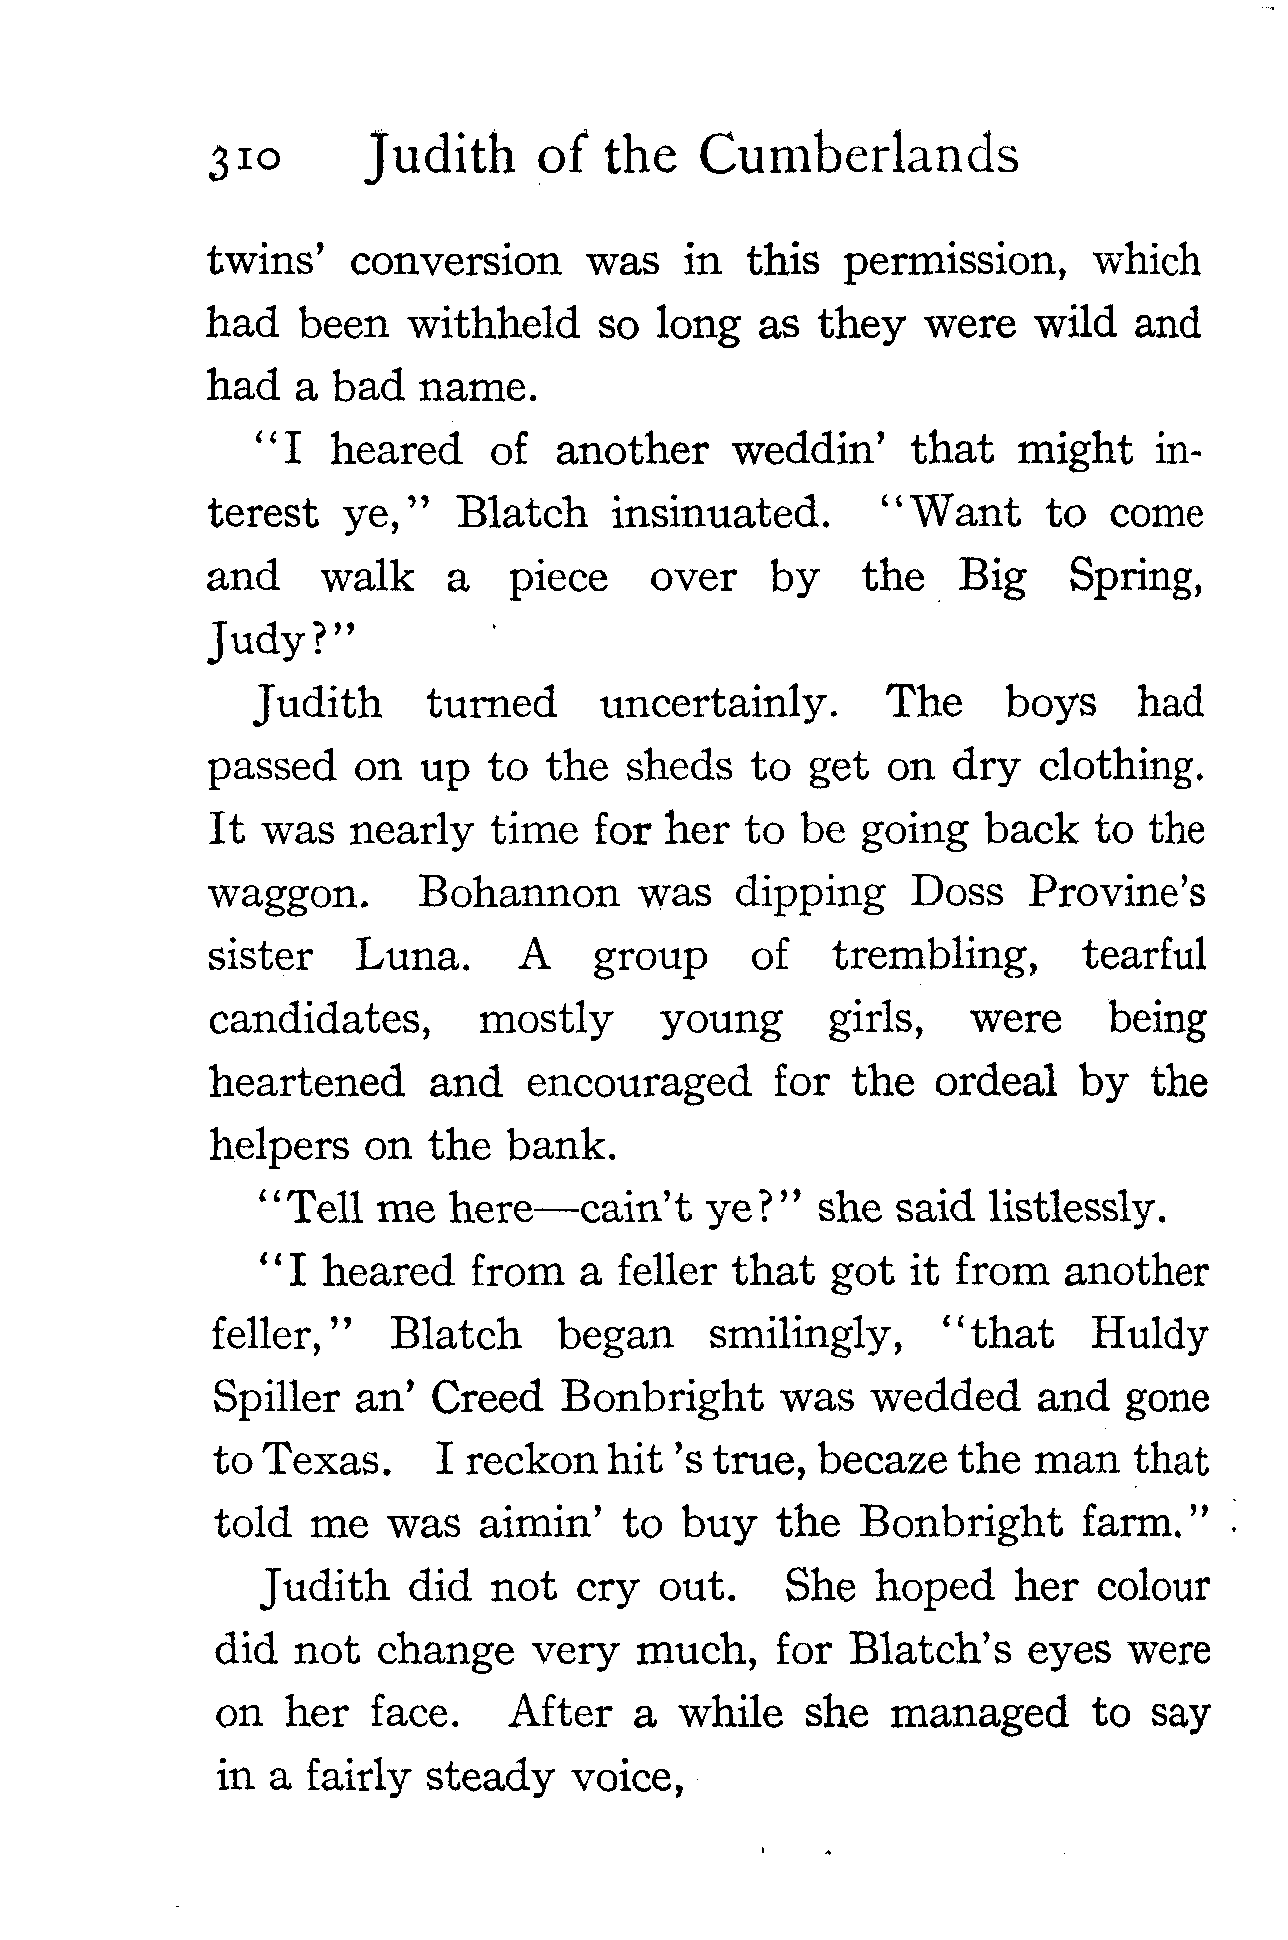 310 Judith of the Cumberlands
twins' conversion was in this permission, which
had been withheld so long as they were wild and
had a bad name.
"I heared of another weddin' that might in-
terest ye," Blatch insinuated. "Want to come
and walk a piece over by the Big Spring,
Judy?"
Judith turned uncertainly. The boys had
passed on up to the sheds to get on dry clothing.
It was nearly time for her to be going back to the
waggon. Bohannon was dipping Doss Provine's
sister Luna. A group of trembling, tearful
candidates, mostly young girls, were being
heartened and encouraged for the ordeal by the
helpers on the bank.
"Tell me here—cain't ye?" she said listlessly.
"I heared from a feller that got it from another
feller," Blatch began smilingly, "that Huldy
Spiller an' Creed Bonbright was wedded and gone
to Texas. I reckon hit 's true, becaze the man that
told me was aimin' to buy the Bonbright farm."
Judith did not cry out. She hoped her colour
did not change very much, for Blatch's eyes were
on her face. After a while she managed to say
in a fairly steady voice,